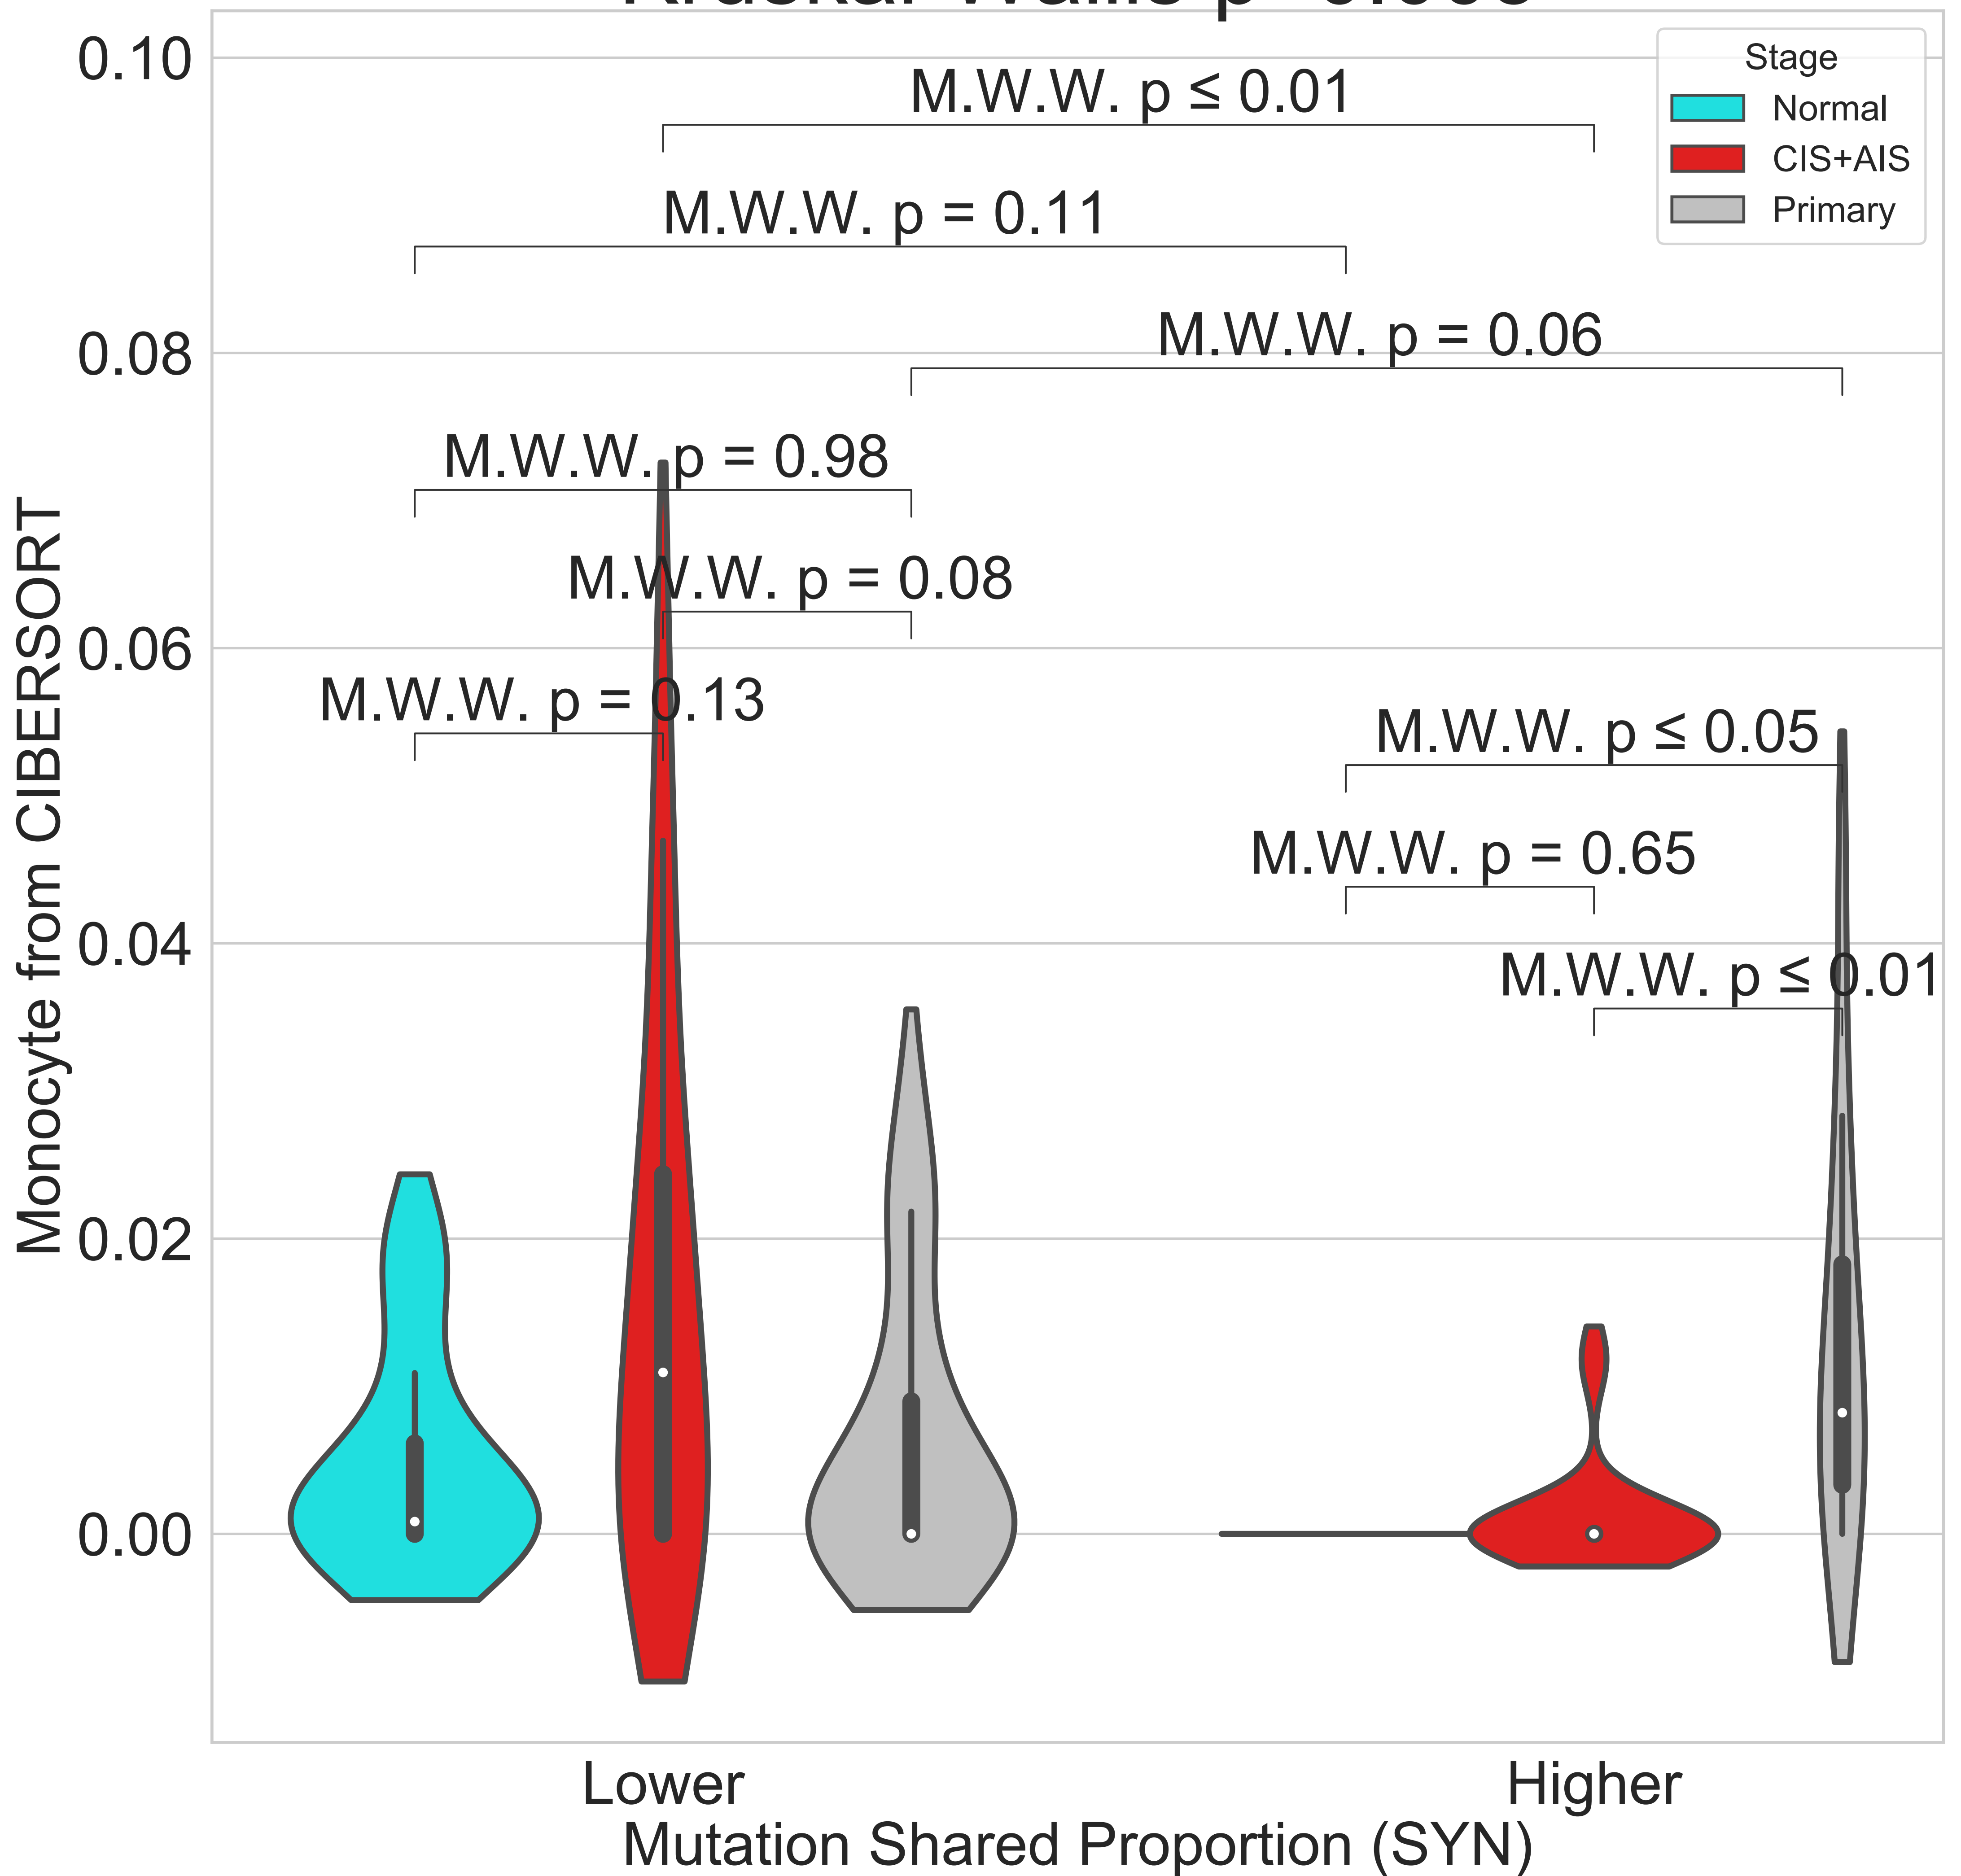 0.10
0.08
0.06
0.04
0.02
0.00
Monocyte from CIBERSORT
M.W.W. p ≤ 0.01
M.W.W. p = 0.11
M.W.W. p = 0.06
M.W.W. p = 0.98
M.W.W. p = 0.08
M.W.W. p = 0.13
M.W.W. p ≤ 0.05
M.W.W. p = 0.65
M.W.W. p ≤ 0.01
Stage
Normal
CIS+AIS
Primary
Lower
Higher
Mutation Shared Proportion (SYN)